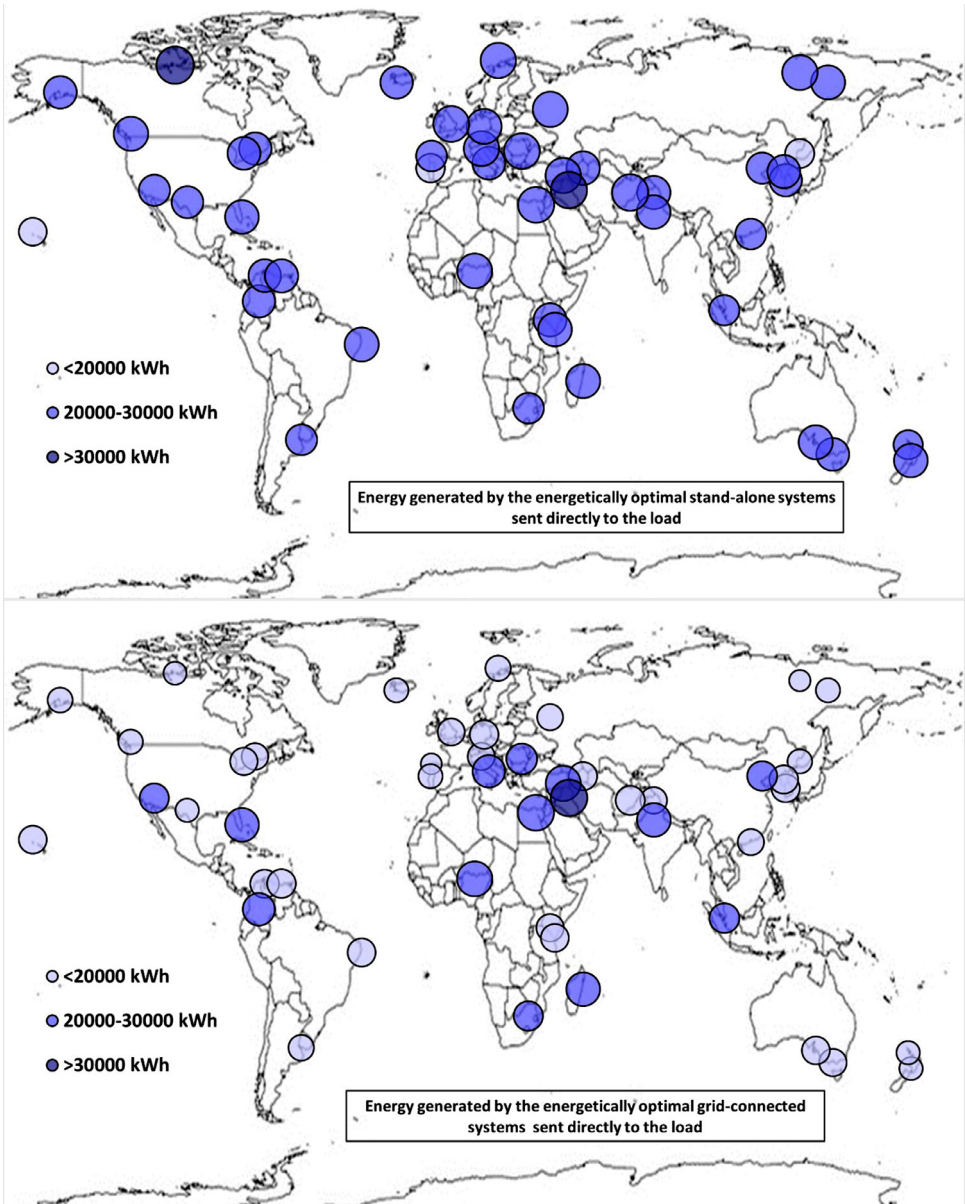 <20000 kWh
20000-30000 kWh
>30000 kWh
Energy generated by the energetically optimal stand-alone systems
sent directly to the load
<20000 kWh
20000-30000 kWh
>30000 kWh
Energy generated by the energetically optimal grid-connected
systems sent directly to the load